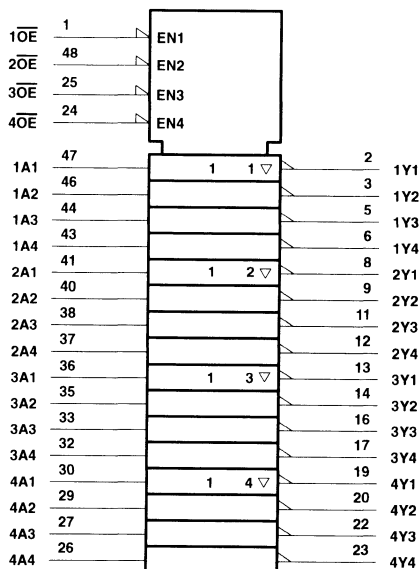 1O̅E̅ 1 EN1
2O̅E̅ 48 EN2
3O̅E̅ 25 EN3
4O̅E̅ 24 EN4
1A1 47 1 1 ▽ 2 1Y1
1A2 46 3 1Y2
1A3 44 5 1Y3
1A4 43 6 1Y4
2A1 41 1 2 ▽ 8 2Y1
2A2 40 9 2Y2
2A3 38 11 2Y3
2A4 37 12 2Y4
3A1 36 1 3 ▽ 13 3Y1
3A2 35 14 3Y2
3A3 33 16 3Y3
3A4 32 17 3Y4
4A1 30 1 4 ▽ 19 4Y1
4A2 29 20 4Y2
4A3 27 22 4Y3
4A4 26 23 4Y4